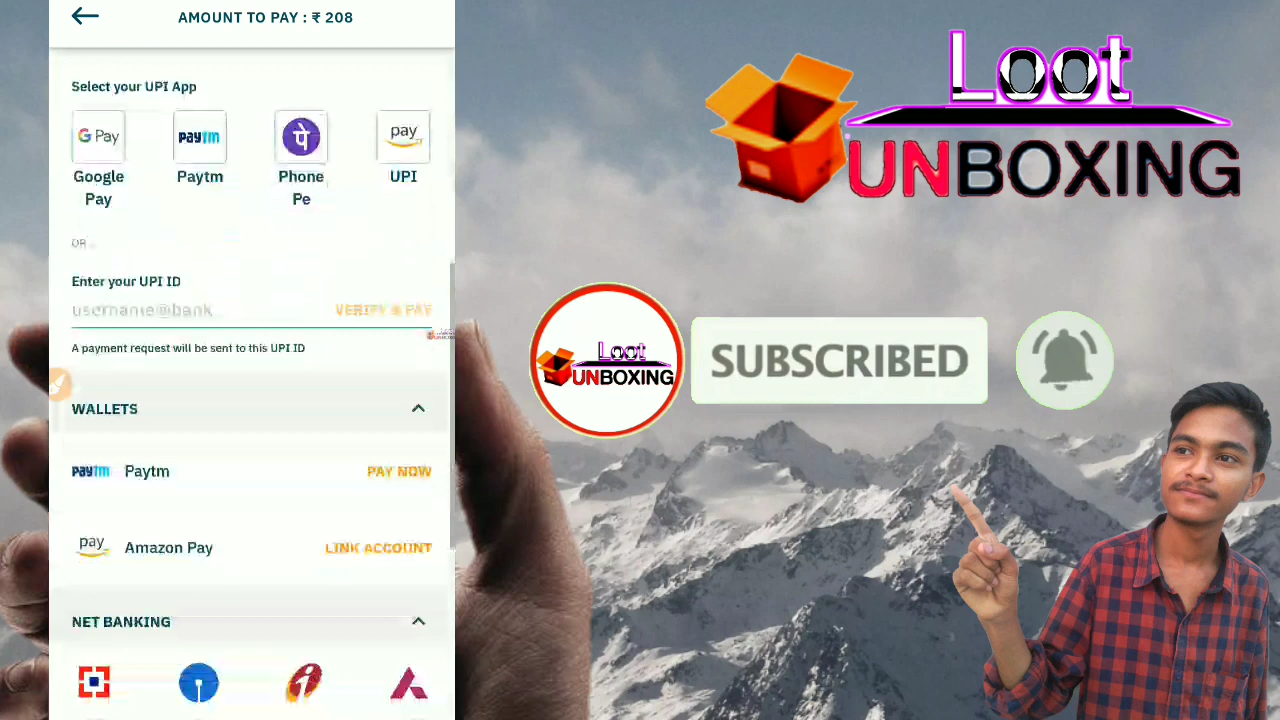 AMOUNT TO PAY : ₹ 208
Select your UPI App
G Pay
paytm
पे
pay
Google Pay
Paytm
Phone Pe
UPI
OR
Enter your UPI ID
username@bank
VERIFY & PAY
A payment request will be sent to this UPI ID
WALLETS
paytm Paytm
PAY NOW
pay Amazon Pay
LINK ACCOUNT
NET BANKING
Loot
UNBOXING
Loot
UNBOXING
SUBSCRIBED